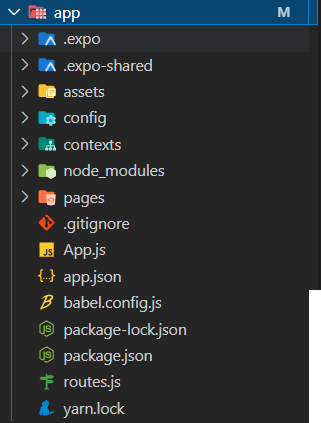 app M
.expo
.expo-shared
assets
config
contexts
node_modules
pages
.gitignore
App.js
app.json
babel.config.js
package-lock.json
package.json
routes.js
yarn.lock